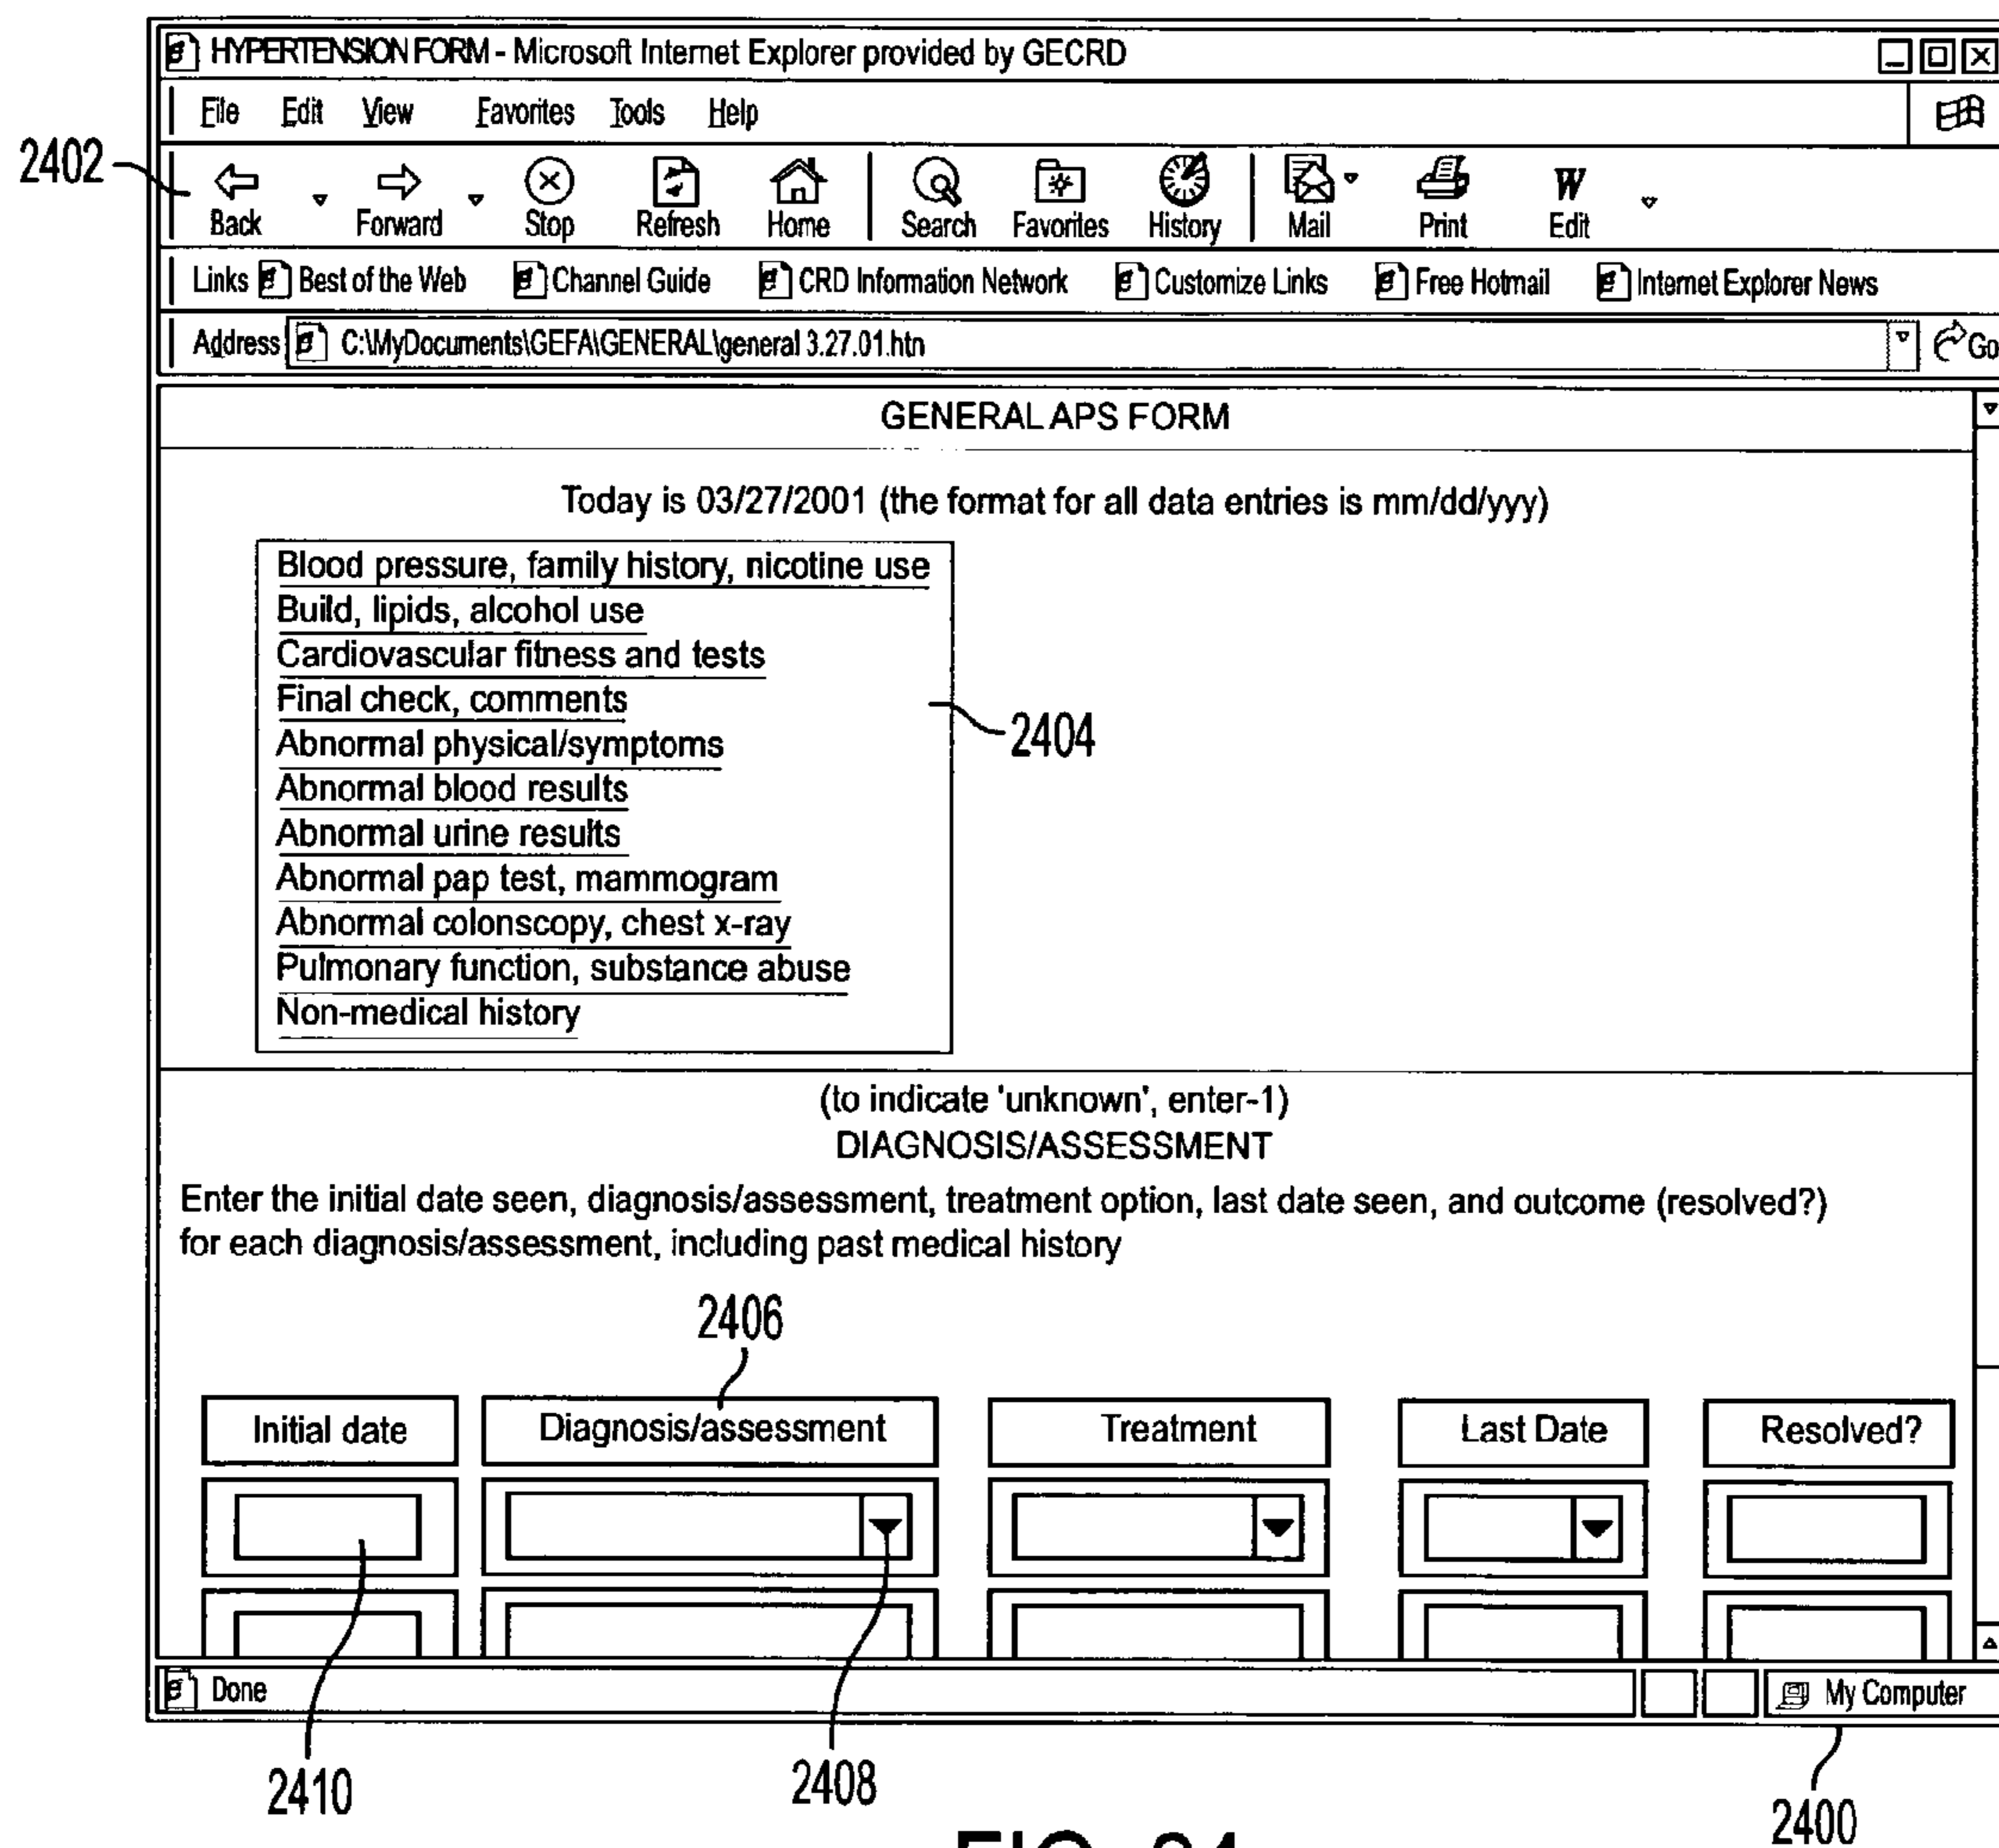 HYPERTENSION FORM - Microsoft Internet Explorer provided by GECRD
File Edit View Favorites Tools Help
2402
Back Forward Stop Refresh Home Search Favorites History Mail Print Edit
Links Best of the Web Channel Guide CRD Information Network Customize Links Free Hotmail Internet Explorer News
Address C:\MyDocuments\GEFA\GENERAL\general 3.27.01.htn Go
GENERAL APS FORM
Today is 03/27/2001 (the format for all data entries is mm/dd/yyy)
Blood pressure, family history, nicotine use
Build, lipids, alcohol use
Cardiovascular fitness and tests
Final check, comments
2404
Abnormal physical/symptoms
Abnormal blood results
Abnormal urine results
Abnormal pap test, mammogram
Abnormal colonscopy, chest x-ray
Pulmonary function, substance abuse
Non-medical history
(to indicate 'unknown', enter-1)
DIAGNOSIS/ASSESSMENT
Enter the initial date seen, diagnosis/assessment, treatment option, last date seen, and outcome (resolved?)
for each diagnosis/assessment, including past medical history
2406
Initial date Diagnosis/assessment Treatment Last Date Resolved?
Done My Computer
2410 2408 2400